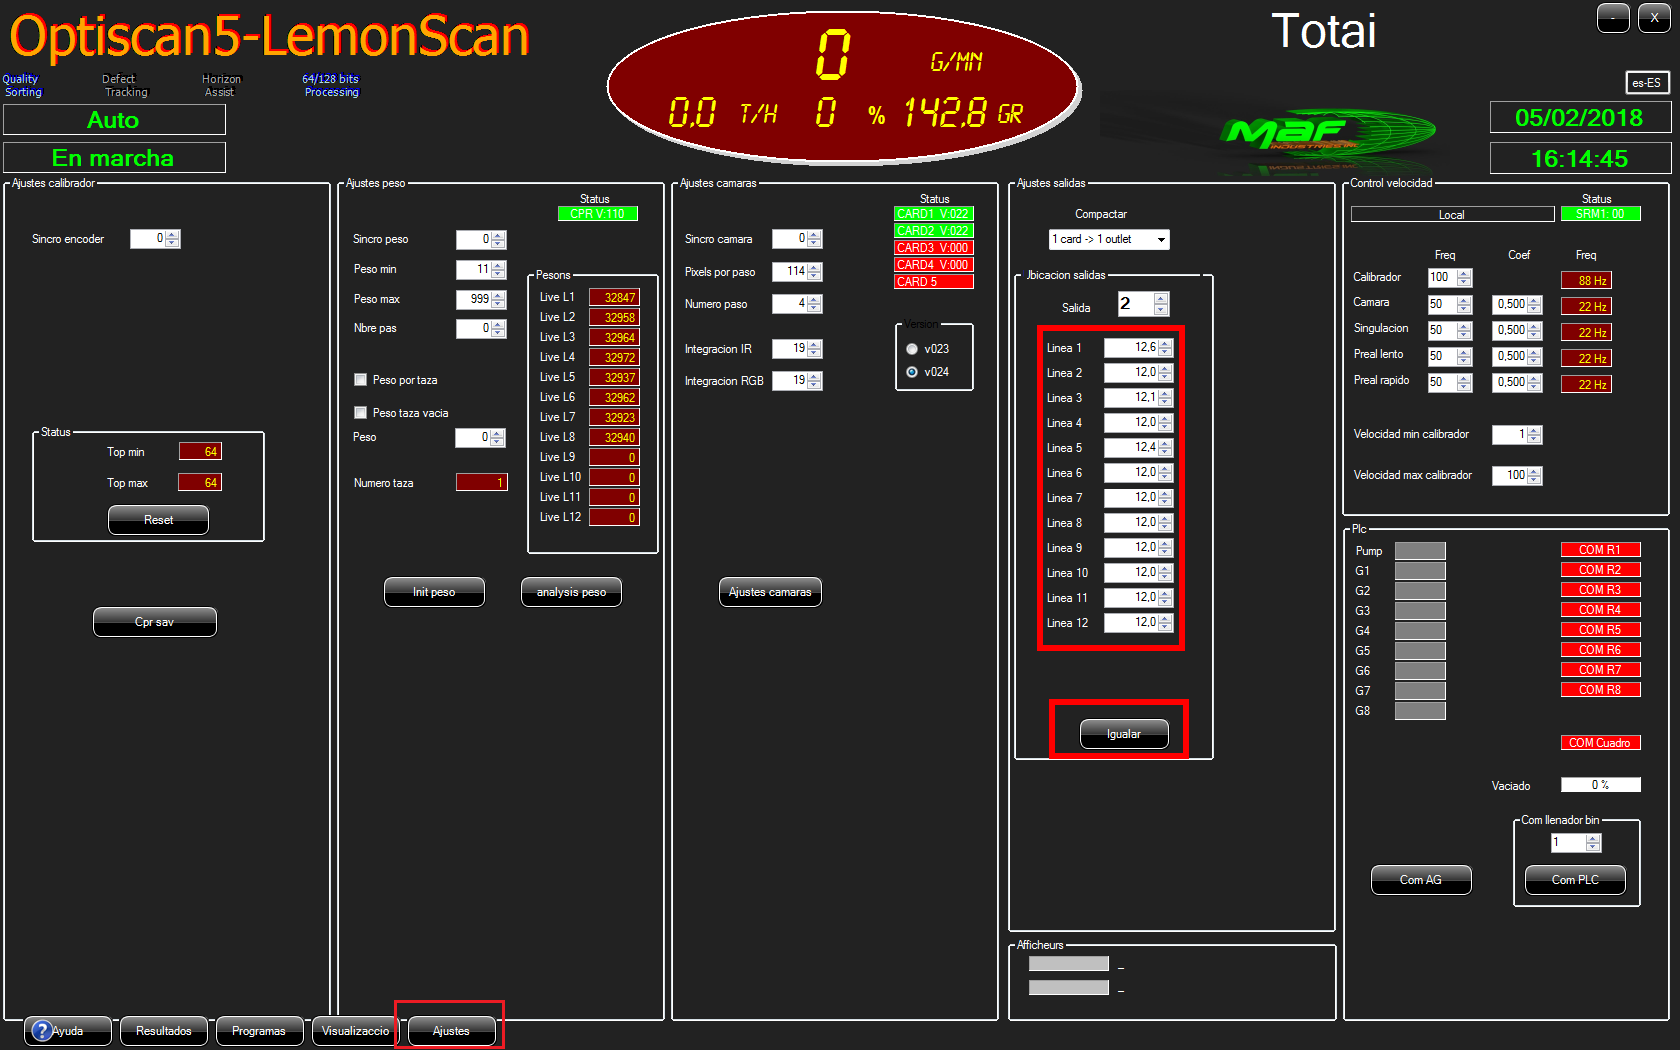 Optiscan5-LemonScan
Quality Sorting
Defect Tracking
Horizon Assist
64/128 bits Processing
Auto
En marcha
0 G/MN
0,0 T/H 0 % 142,8 GR
Totai
- X
es-ES
MAF
INDUSTRIES INC
05/02/2018
16:14:45
Ajustes calibrador
Sincro encoder 0
Status
Top min 64
Top max 64
Reset
Cpr sav
Ajustes peso
Status
CPR V:110
Sincro peso 0
Peso min 11
Peso max 999
Nbre pas 0
Peso por taza
Peso taza vacia
Peso 0
Numero taza 1
Pesons
Live L1 32847
Live L2 32958
Live L3 32964
Live L4 32972
Live L5 32937
Live L6 32962
Live L7 32923
Live L8 32940
Live L9 0
Live L10 0
Live L11 0
Live L12 0
Init peso
analysis peso
Ajustes camaras
Status
CARD1 V:022
CARD2 V:022
CARD3 V:000
CARD4 V:000
CARD 5
Sincro camara 0
Pixels por paso 114
Numero paso 4
Integracion IR 19
Integracion RGB 19
Version
v023
v024
Ajustes camaras
Ajustes salidas
Compactar
1 card -> 1 outlet
Jbicacion salidas
Salida 2
Linea 1 12,6
Linea 2 12,0
Linea 3 12,1
Linea 4 12,0
Linea 5 12,4
Linea 6 12,0
Linea 7 12,0
Linea 8 12,0
Linea 9 12,0
Linea 10 12,0
Linea 11 12,0
Linea 12 12,0
Igualar
Afficheurs
_
_
Control velocidad
Status
Local SRM1: 00
Freq Coef Freq
Calibrador 100 88 Hz
Camara 50 0,500 22 Hz
Singulacion 50 0,500 22 Hz
Preal lento 50 0,500 22 Hz
Preal rapido 50 0,500 22 Hz
Velocidad min calibrador 1
Velocidad max calibrador 100
Plc
Pump COM R1
G1 COM R2
G2 COM R3
G3 COM R4
G4 COM R5
G5 COM R6
G6 COM R7
G7 COM R8
G8
COM Cuadro
Vaciado 0 %
Com llenador bin
1
Com AG
Com PLC
? Ayuda
Resultados
Programas
Visualizaccio
Ajustes